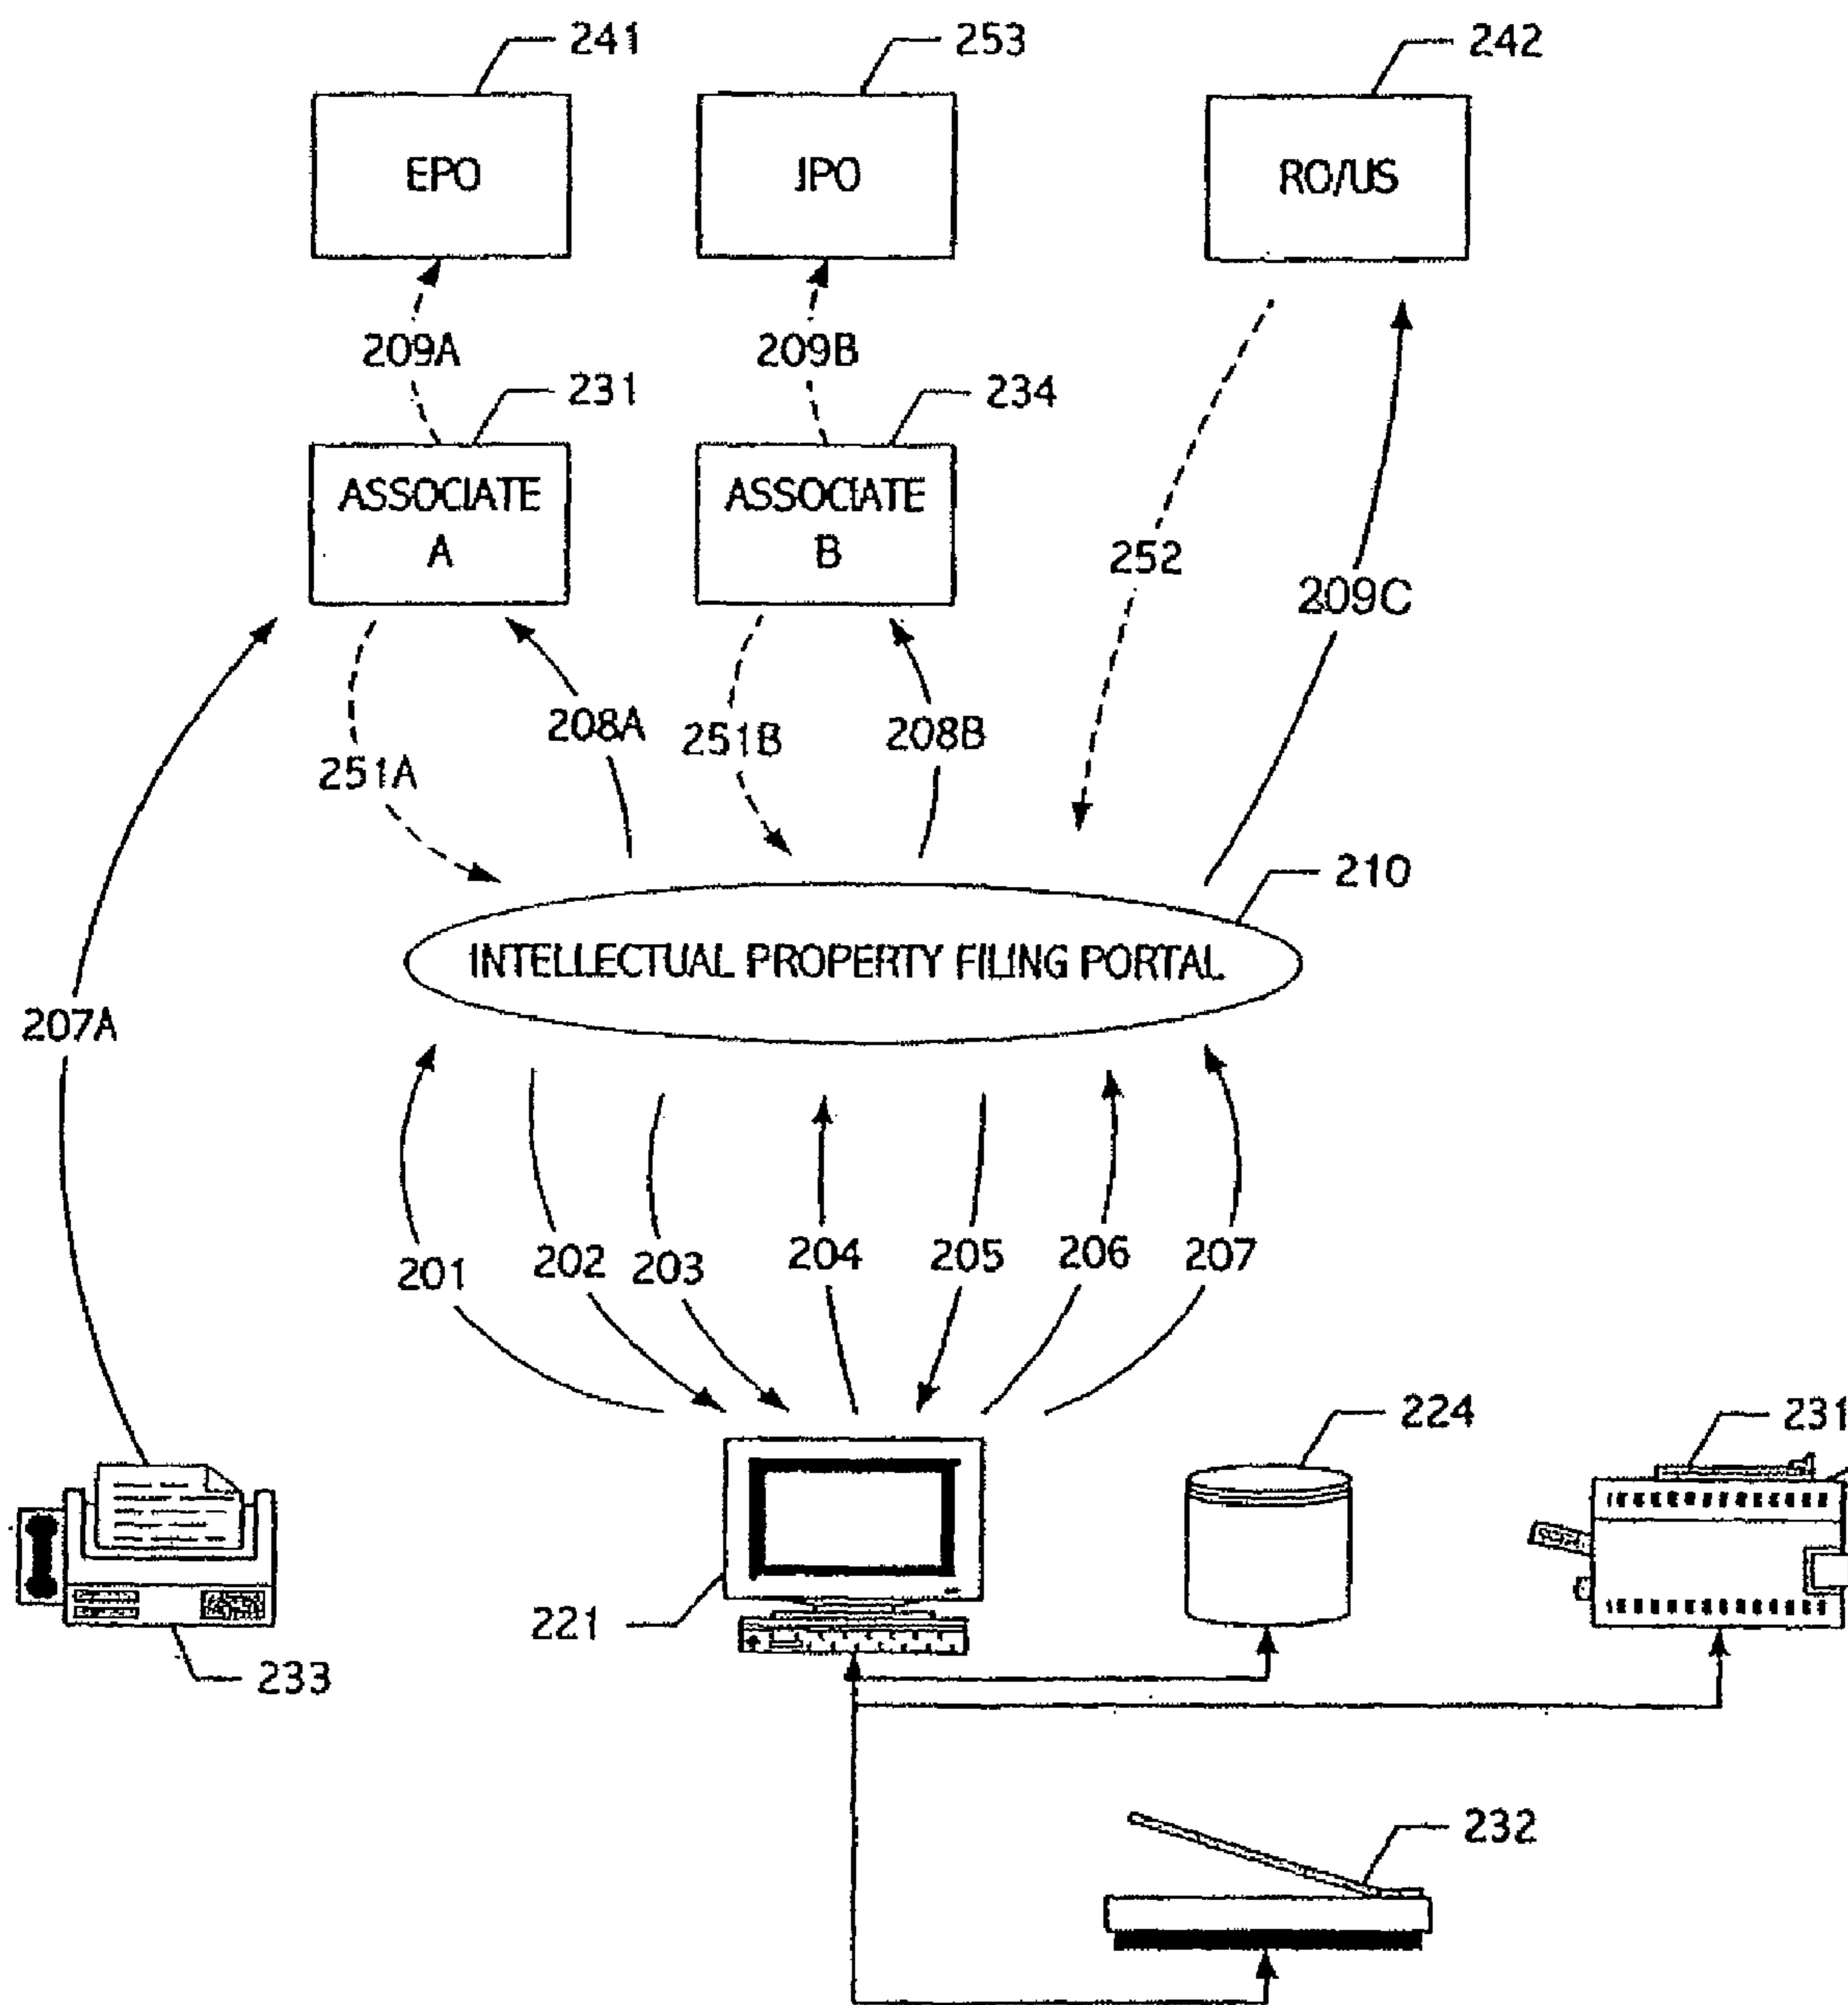 241
253
242
EPO
JPO
RO/US
209A
209B
231
234
ASSOCIATE
A
ASSOCIATE
B
252
209C
208A
251B
208B
251A
210
INTELLECTUAL PROPERTY FILING PORTAL
207A
201
202
203
204
205
206
207
224
231
221
233
232